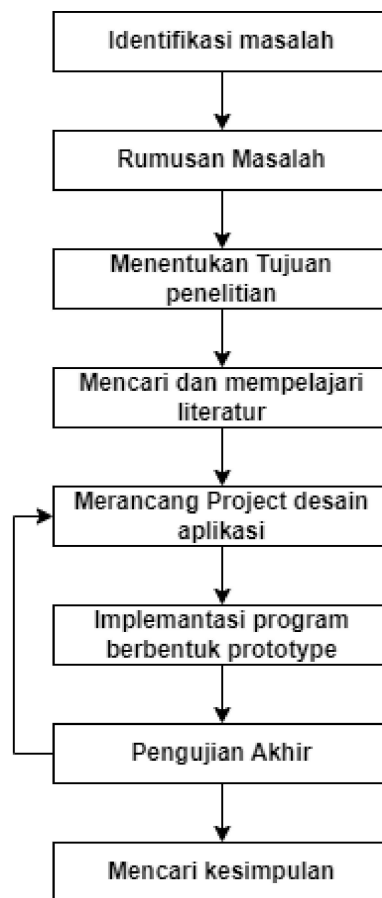 Identifikasi masalah
Rumusan Masalah
Menentukan Tujuan
penelitian
Mencari dan mempelajari
literatur
Merancang Project desain
aplikasi
Implemantasi program
berbentuk prototype
Pengujian Akhir
Mencari kesimpulan